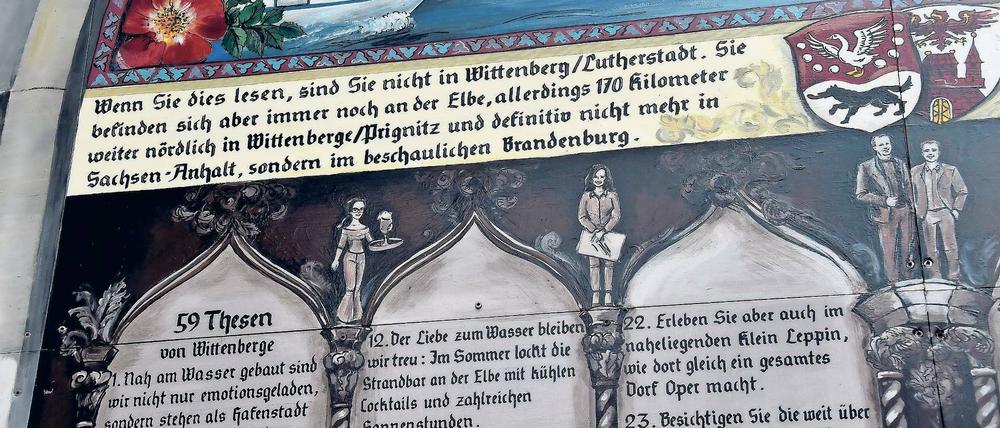 Wenn Sie dies lesen, sind Sie nicht in Wittenberg/Lutherstadt. Sie
befinden sich aber immer noch an der Elbe, allerdings 170 Kilometer
weiter nördlich in Wittenberge/Prignitz und definitiv nicht mehr in
Sachsen-Anhalt, sondern im beschaulichen Brandenburg.
59 Thesen
von Wittenberge
1. Nah am Wasser gebaut sind
wir nicht nur emotionsgeladen,
sondern stehen als Hafenstadt
12. Der Liebe zum Wasser bleiben
wir treu: Im Sommer lockt die
Strandbar an der Elbe mit kühlen
Cocktails und zahlreichen
Sonnenstunden.
22. Erleben Sie aber auch im
naheliegenden Klein Leppin,
wie dort gleich ein gesamtes
Dorf Oper macht.
23. Besichtigen Sie die weit über